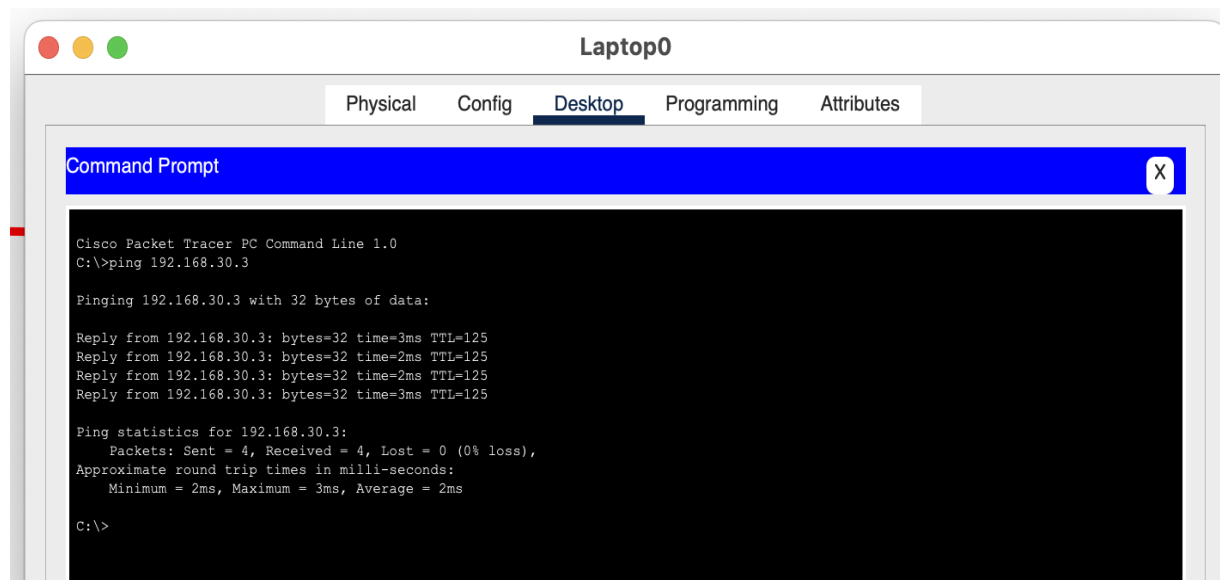 Laptop0
Physical Config Desktop Programming Attributes
Command Prompt
X
Cisco Packet Tracer PC Command Line 1.0
C:\>ping 192.168.30.3
Pinging 192.168.30.3 with 32 bytes of data:
Reply from 192.168.30.3: bytes=32 time=3ms TTL=125
Reply from 192.168.30.3: bytes=32 time=2ms TTL=125
Reply from 192.168.30.3: bytes=32 time=2ms TTL=125
Reply from 192.168.30.3: bytes=32 time=3ms TTL=125
Ping statistics for 192.168.30.3:
Packets: Sent = 4, Received = 4, Lost = 0 (0% loss),
Approximate round trip times in milli-seconds:
Minimum = 2ms, Maximum = 3ms, Average = 2ms
C:\>